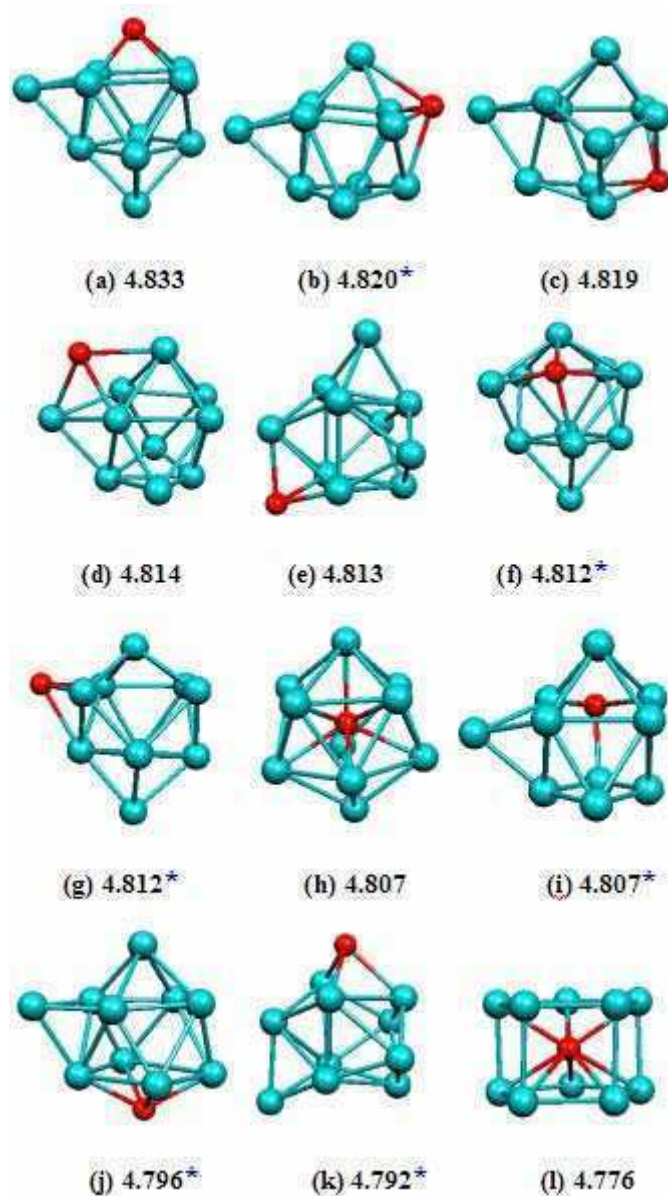 (a) 4.833 (b) 4.820* (c) 4.819
(d) 4.814 (e) 4.813 (f) 4.812*
(g) 4.812* (h) 4.807 (i) 4.807*
(j) 4.796* (k) 4.792* (l) 4.776